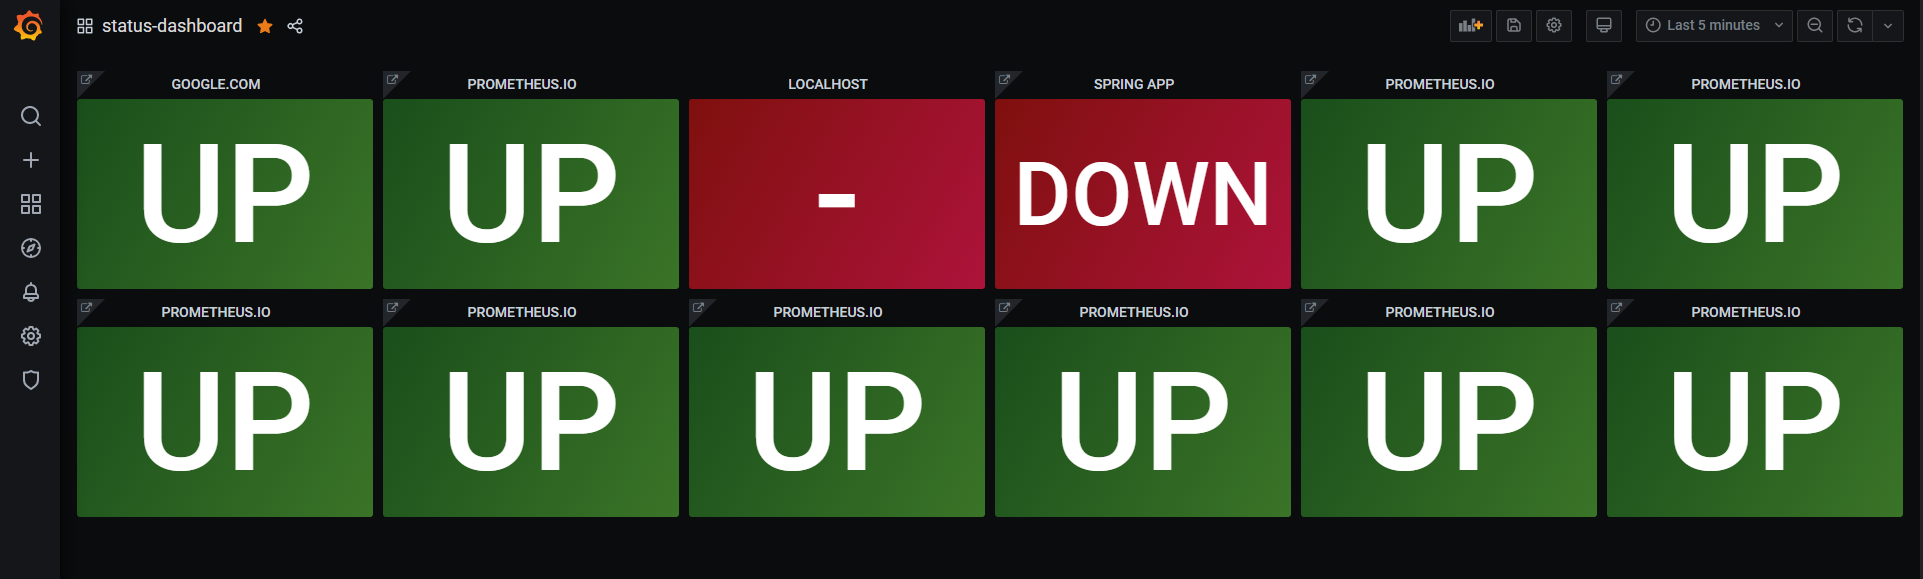 status-dashboard
Last 5 minutes
GOOGLE.COM
UP
PROMETHEUS.IO
UP
LOCALHOST
-
SPRING APP
DOWN
PROMETHEUS.IO
UP
PROMETHEUS.IO
UP
PROMETHEUS.IO
UP
PROMETHEUS.IO
UP
PROMETHEUS.IO
UP
PROMETHEUS.IO
UP
PROMETHEUS.IO
UP
PROMETHEUS.IO
UP